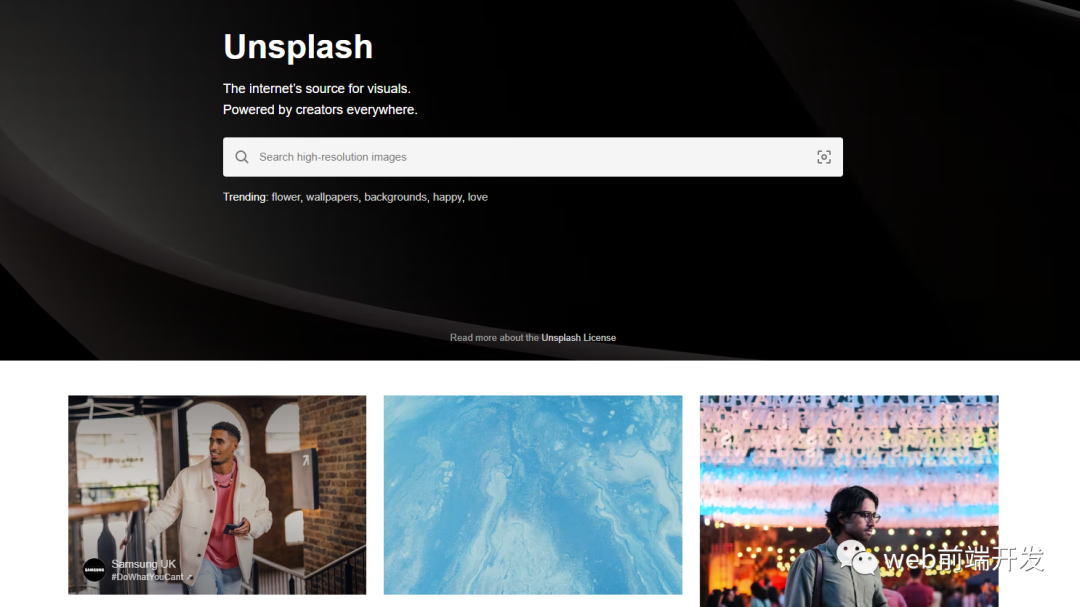 Unsplash
The internet's source for visuals.
Powered by creators everywhere.
Search high-resolution images
Trending: flower, wallpapers, backgrounds, happy, love
Read more about the Unsplash License
SAMSUNG
Samsung UK
#DoWhatYouCant ↗
web前端开发